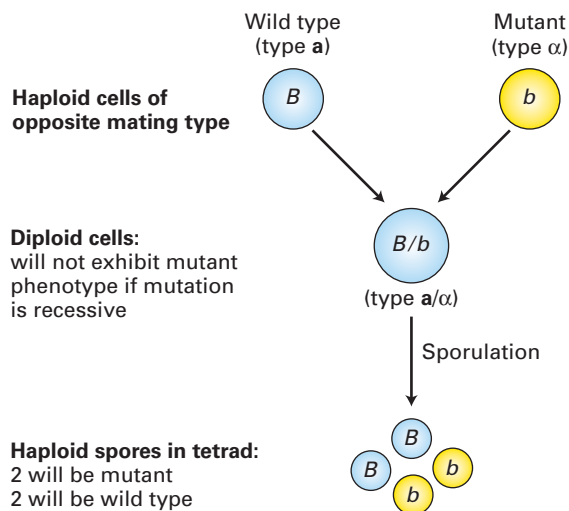 Wild type
(type a)
Mutant
(type α)
Haploid cells of
opposite mating type
B
b
Diploid cells:
will not exhibit mutant
phenotype if mutation
is recessive
B/b
(type a/α)
Sporulation
Haploid spores in tetrad:
2 will be mutant
2 will be wild type
B
B
b
b